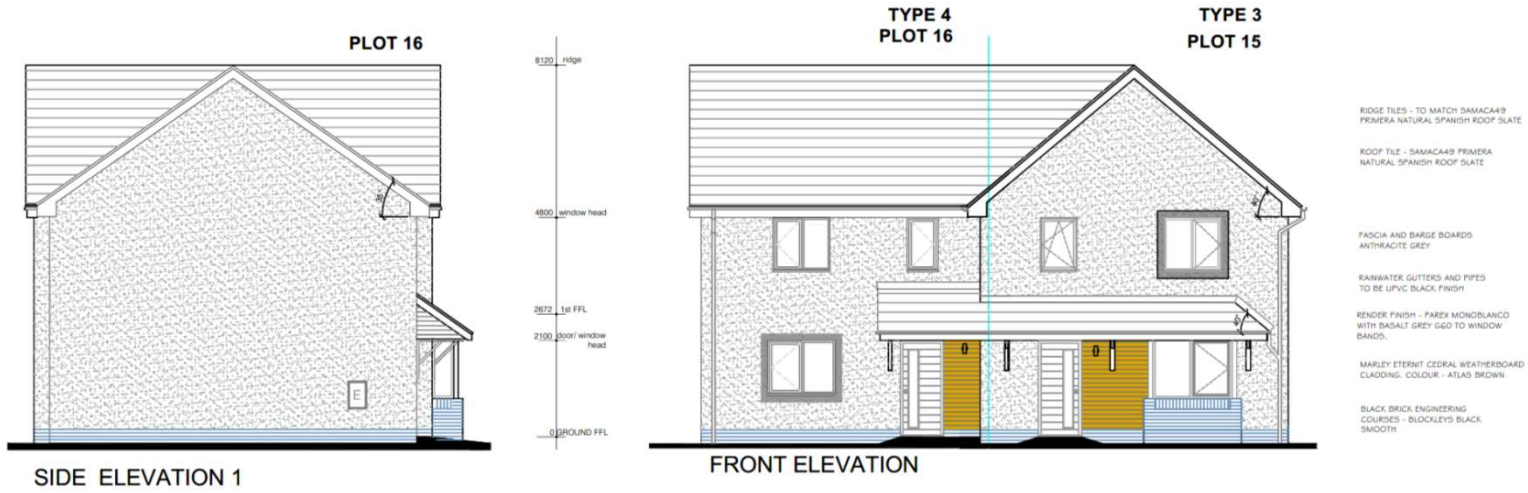 PLOT 16
8120 ridge
4800 window head
2672 1st FFL
2100 door/ window
head
0 GROUND FFL
35°
E
SIDE ELEVATION 1
TYPE 4
PLOT 16
TYPE 3
PLOT 15
40°
40°
FRONT ELEVATION
RIDGE TILES - TO MATCH SAMACA49
PRIMERA NATURAL SPANISH ROOF SLATE
ROOF TILE - SAMACA49 PRIMERA
NATURAL SPANISH ROOF SLATE
FASCIA AND BARGE BOARDS
ANTHRACITE GREY
RAINWATER GUTTERS AND PIPES
TO BE UPVC BLACK FINISH
RENDER FINISH - PAREX MONOBLANCO
WITH BASALT GREY G60 TO WINDOW
BANDS.
MARLEY ETERNIT CEDRAL WEATHERBOARD
CLADDING. COLOUR - ATLAS BROWN
BLACK BRICK ENGINEERING
COURSES - BLOCKLEYS BLACK
SMOOTH